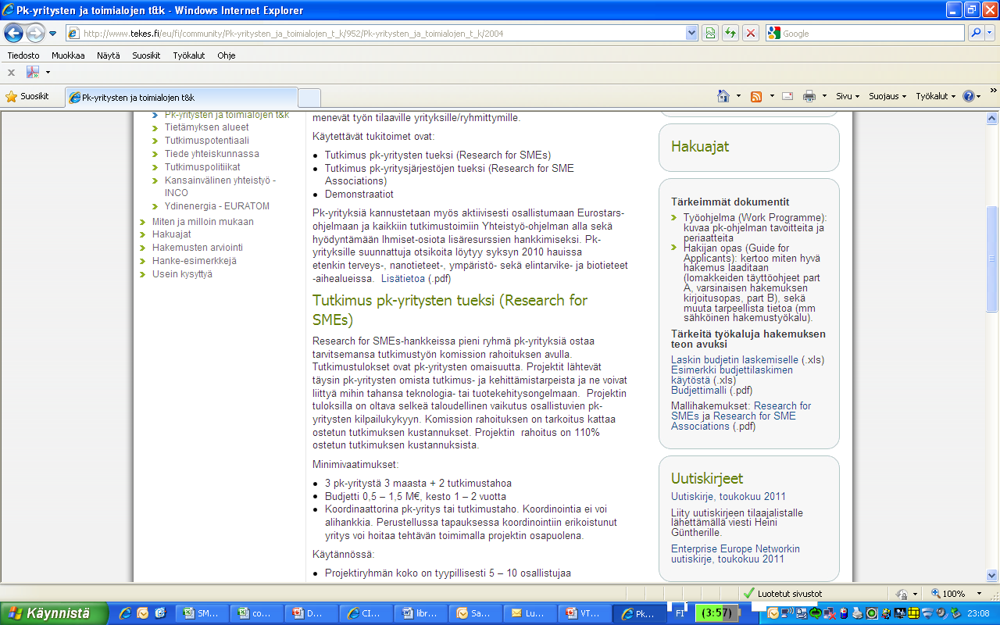 Pk-yritysten ja toimialojen t&k - Windows Internet Explorer
http://www.tekes.fi/eu/fi/community/Pk-yritysten_ja_toimialojen_t_k/952/Pk-yritysten_ja_toimialojen_t_k/2004
Google
Tiedosto Muokkaa Näytä Suosikit Työkalut Ohje
x
Suosikit
Pk-yritysten ja toimialojen t&k
Sivu Suojaus Työkalut
Pk-yritysten ja toimialojen t&k
Tietämyksen alueet
Tutkimuspotentiaali
Tiede yhteiskunnassa
Tutkimuspolitiikat
Kansainvälinen yhteistyö -
INCO
Ydinenergia - EURATOM
Miten ja milloin mukaan
Hakuajat
Hakemusten arviointi
Hanke-esimerkkejä
Usein kysyttyä
menevät työn tilaaville yrityksille/ryhmittymille.
Käytettävät tukitoimet ovat:
Tutkimus pk-yritysten tueksi (Research for SMEs)
Tutkimus pk-yritysjärjestöjen tueksi (Research for SME
Associations)
Demonstraatiot
Pk-yrityksiä kannustetaan myös aktiivisesti osallistumaan Eurostars-
ohjelmaan ja kaikkiin tutkimustoimiin Yhteistyö-ohjelman alla sekä
hyödyntämään Ihmiset-osiota lisäresurssien hankkimiseksi. Pk-
yrityksille suunnattuja otsikoita löytyy syksyn 2010 hauissa
etenkin terveys-, nanotieteet-, ympäristö- sekä elintarvike- ja biotieteet
-aihealueissa. Lisätietoa (.pdf)
Tutkimus pk-yritysten tueksi (Research for
SMEs)
Research for SMEs-hankkeissa pieni ryhmä pk-yrityksiä ostaa
tarvitsemansa tutkimustyön komission rahoituksen avulla.
Tutkimustulokset ovat pk-yritysten omaisuutta. Projektit lähtevät
täysin pk-yritysten omista tutkimus- ja kehittämistarpeista ja ne voivat
liittyä mihin tahansa teknologia- tai tuotekehitysongelmaan. Projektin
tuloksilla on oltava selkeä taloudellinen vaikutus osallistuvien pk-
yritysten kilpailukykyyn. Komission rahoituksen on tarkoitus kattaa
ostetun tutkimuksen kustannukset. Projektin rahoitus on 110%
ostetun tutkimuksen kustannuksista.
Minimivaatimukset:
3 pk-yritystä 3 maasta + 2 tutkimustahoa
Budjetti 0,5 – 1,5 M€, kesto 1 – 2 vuotta
Koordinaattorina pk-yritys tai tutkimustaho. Koordinointia ei voi
alihankkia. Perustellussa tapauksessa koordinointiin erikoistunut
yritys voi hoitaa tehtävän toimimalla projektin osapuolena.
Käytännössä:
Projektiryhmän koko on tyypillisesti 5 – 10 osallistujaa
Hakuajat
Tärkeimmät dokumentit
Työohjelma (Work Programme):
kuvaa pk-ohjelman tavoitteita ja
periaatteita
Hakijan opas (Guide for
Applicants): kertoo miten hyvä
hakemus laaditaan
(lomakkeiden täyttöohjeet part
A, varsinaisen hakemuksen
kirjoitusopas, part B), sekä
muuta tarpeellista tietoa (mm
sähköinen hakemustyökalu).
Tärkeitä työkaluja hakemuksen
teon avuksi
Laskin budjetin laskemiselle (.xls)
Esimerkki budjettilaskimen
käytöstä (.xls)
Budjettimalli (.pdf)
Mallihakemukset: Research for
SMEs ja Research for SME
Associations (.pdf)
Uutiskirjeet
Uutiskirje, toukokuu 2011
Liity uutiskirjeen tilaajalistalle
lähettämällä viesti Heini
Güntherille.
Enterprise Europe Networkin
uutiskirje, toukokuu 2011
Luotetut sivustot 100%
Käynnistä SM... co... D... CI... libr... Sa... Lu... VT... Pk... FI (3:57) 23:08